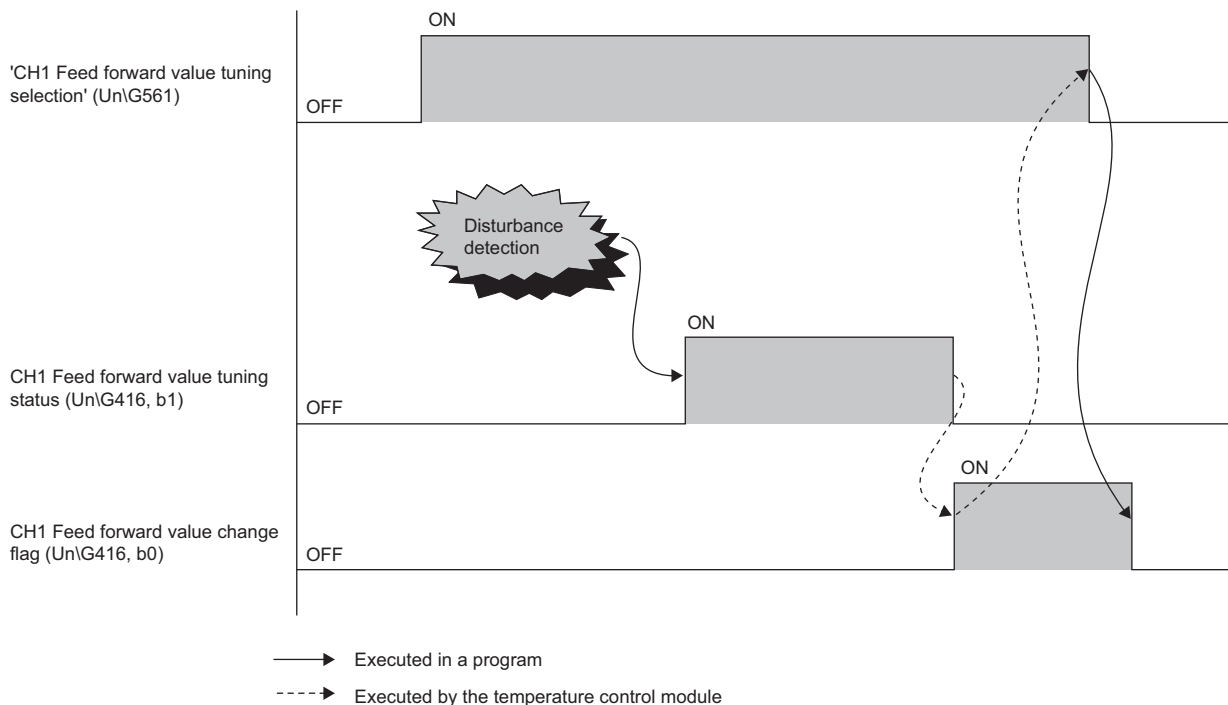 ON
'CH1 Feed forward value tuning
selection' (Un\G561)
OFF
Disturbance
detection
ON
CH1 Feed forward value tuning
status (Un\G416, b1)
OFF
ON
CH1 Feed forward value change
flag (Un\G416, b0)
OFF
Executed in a program
Executed by the temperature control module